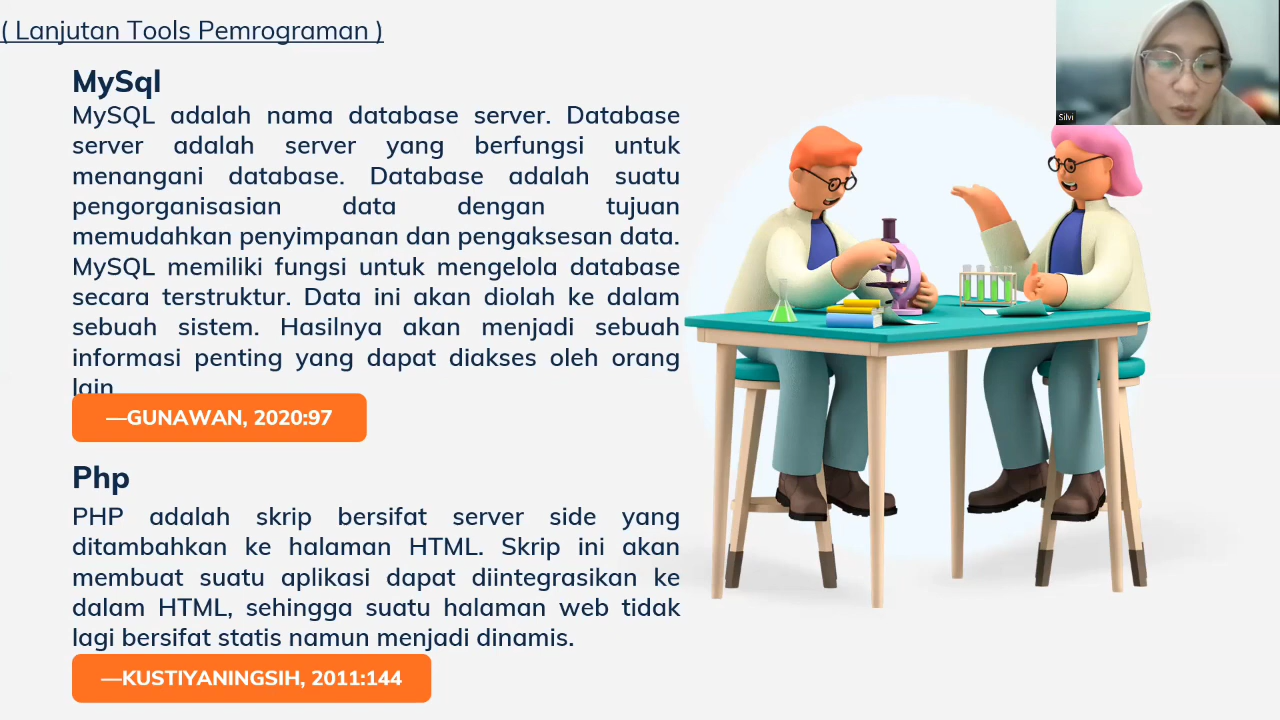 ( Lanjutan Tools Pemrograman )
Silvi
MySql
MySQL adalah nama database server. Database
server adalah server yang berfungsi untuk
menangani database. Database adalah suatu
pengorganisasian data dengan tujuan
memudahkan penyimpanan dan pengaksesan data.
MySQL memiliki fungsi untuk mengelola database
secara terstruktur. Data ini akan diolah ke dalam
sebuah sistem. Hasilnya akan menjadi sebuah
informasi penting yang dapat diakses oleh orang
lain
—GUNAWAN, 2020:97
Php
PHP adalah skrip bersifat server side yang
ditambahkan ke halaman HTML. Skrip ini akan
membuat suatu aplikasi dapat diintegrasikan ke
dalam HTML, sehingga suatu halaman web tidak
lagi bersifat statis namun menjadi dinamis.
—KUSTIYANINGSIH, 2011:144